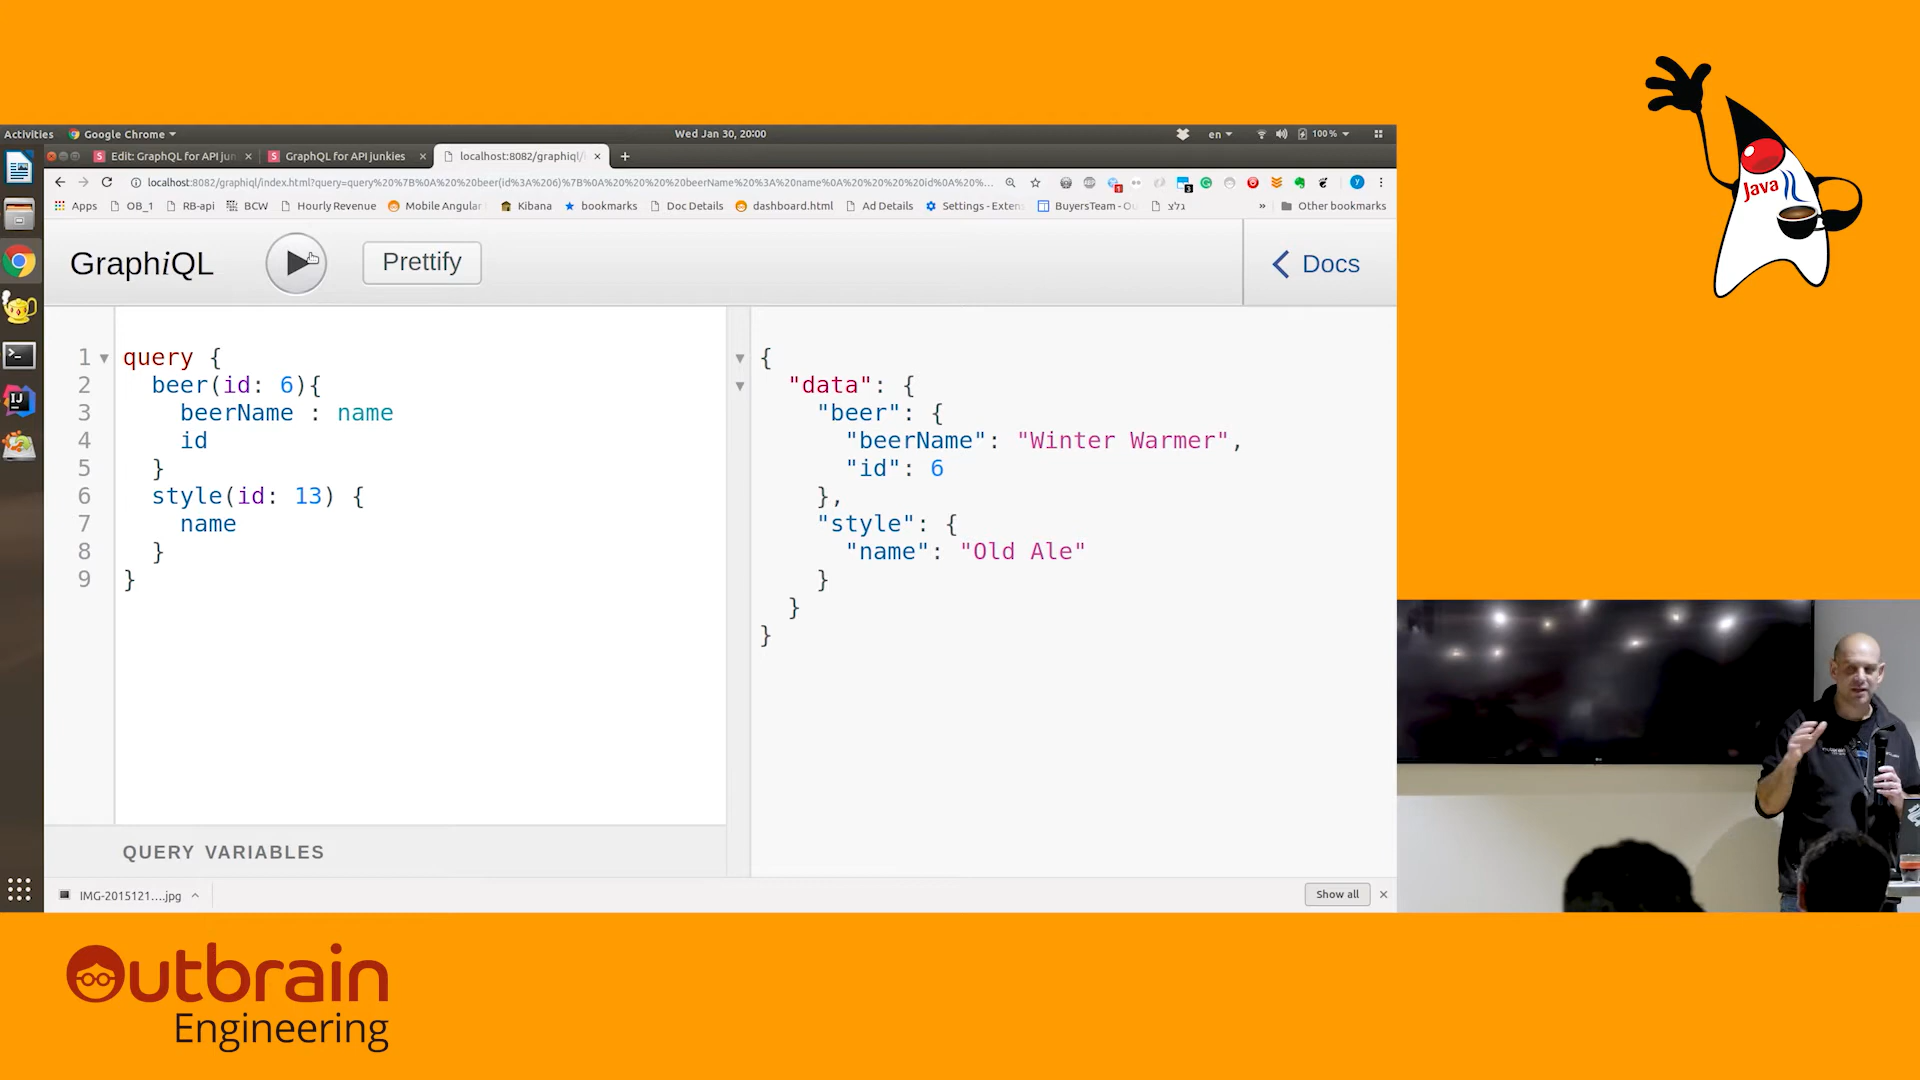 Java
Activities Google Chrome Wed Jan 30, 20:00 en 100%
Edit: GraphQL for API jun GraphQL for API junkies localhost:8082/graphiql/
localhost:8082/graphiql/index.html?query=query%20%7B%0A%20%20beer(id%3A%206)%7B%0A%20%20%20%20beerName%20%3A%20name%0A%20%20%20%20id%0A%20%20...
Apps OB_1 RB-api BCW Hourly Revenue Mobile Angular Kibana bookmarks Doc Details dashboard.html Ad Details Settings - Exten BuyersTeam - Ou גלצ » Other bookmarks
GraphiQL Prettify Docs
1 query {
2 beer(id: 6){
3 beerName : name
4 id
5 }
6 style(id: 13) {
7 name
8 }
9 }
{
"data": {
"beer": {
"beerName": "Winter Warmer",
"id": 6
},
"style": {
"name": "Old Ale"
}
}
}
QUERY VARIABLES
IMG-2015121....jpg Show all
Outbrain
Engineering